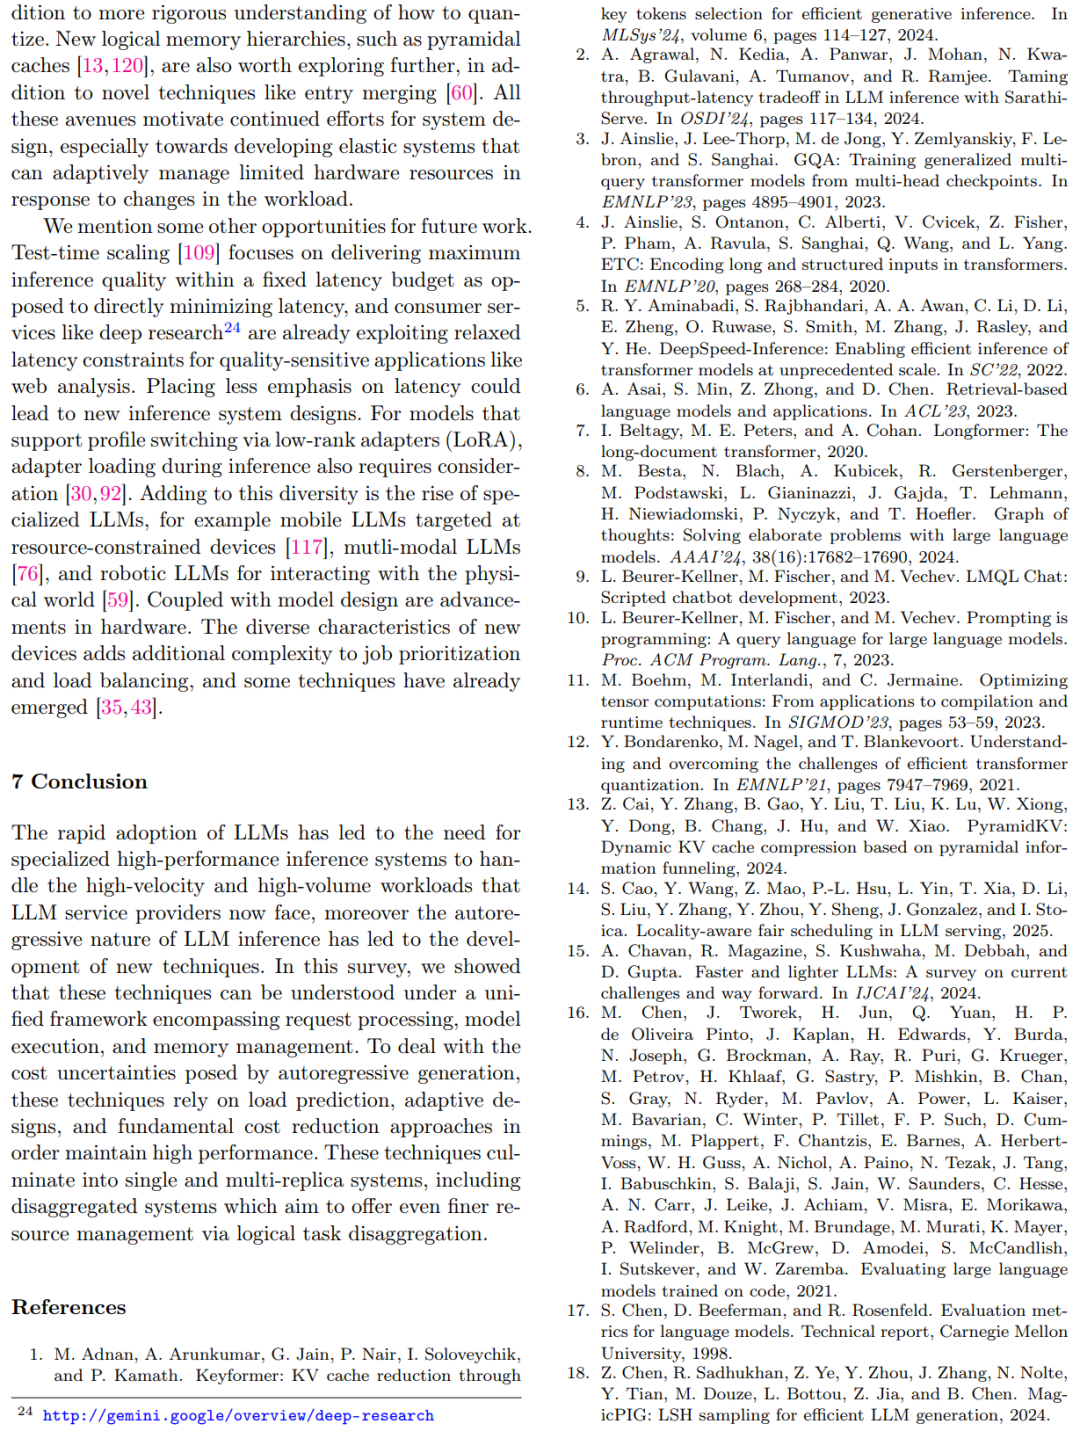 dition to more rigorous understanding of how to quan-
tize. New logical memory hierarchies, such as pyramidal
caches [13,120], are also worth exploring further, in ad-
dition to novel techniques like entry merging [60]. All
these avenues motivate continued efforts for system de-
sign, especially towards developing elastic systems that
can adaptively manage limited hardware resources in
response to changes in the workload.
We mention some other opportunities for future work.
Test-time scaling [109] focuses on delivering maximum
inference quality within a fixed latency budget as op-
posed to directly minimizing latency, and consumer ser-
vices like deep research24 are already exploiting relaxed
latency constraints for quality-sensitive applications like
web analysis. Placing less emphasis on latency could
lead to new inference system designs. For models that
support profile switching via low-rank adapters (LoRA),
adapter loading during inference also requires consider-
ation [30,92]. Adding to this diversity is the rise of spe-
cialized LLMs, for example mobile LLMs targeted at
resource-constrained devices [117], mutli-modal LLMs
[76], and robotic LLMs for interacting with the physi-
cal world [59]. Coupled with model design are advance-
ments in hardware. The diverse characteristics of new
devices adds additional complexity to job prioritization
and load balancing, and some techniques have already
emerged [35,43].
7 Conclusion
The rapid adoption of LLMs has led to the need for
specialized high-performance inference systems to han-
dle the high-velocity and high-volume workloads that
LLM service providers now face, moreover the autore-
gressive nature of LLM inference has led to the devel-
opment of new techniques. In this survey, we showed
that these techniques can be understood under a uni-
fied framework encompassing request processing, model
execution, and memory management. To deal with the
cost uncertainties posed by autoregressive generation,
these techniques rely on load prediction, adaptive de-
signs, and fundamental cost reduction approaches in
order maintain high performance. These techniques cul-
minate into single and multi-replica systems, including
disaggregated systems which aim to offer even finer re-
source management via logical task disaggregation.
References
1. M. Adnan, A. Arunkumar, G. Jain, P. Nair, I. Soloveychik,
and P. Kamath. Keyformer: KV cache reduction through
24 http://gemini.google/overview/deep-research
key tokens selection for efficient generative inference. In
MLSys'24, volume 6, pages 114–127, 2024.
2. A. Agrawal, N. Kedia, A. Panwar, J. Mohan, N. Kwa-
tra, B. Gulavani, A. Tumanov, and R. Ramjee. Taming
throughput-latency tradeoff in LLM inference with Sarathi-
Serve. In OSDI'24, pages 117–134, 2024.
3. J. Ainslie, J. Lee-Thorp, M. de Jong, Y. Zemlyanskiy, F. Le-
bron, and S. Sanghai. GQA: Training generalized multi-
query transformer models from multi-head checkpoints. In
EMNLP'23, pages 4895–4901, 2023.
4. J. Ainslie, S. Ontanon, C. Alberti, V. Cvicek, Z. Fisher,
P. Pham, A. Ravula, S. Sanghai, Q. Wang, and L. Yang.
ETC: Encoding long and structured inputs in transformers.
In EMNLP'20, pages 268–284, 2020.
5. R. Y. Aminabadi, S. Rajbhandari, A. A. Awan, C. Li, D. Li,
E. Zheng, O. Ruwase, S. Smith, M. Zhang, J. Rasley, and
Y. He. DeepSpeed-Inference: Enabling efficient inference of
transformer models at unprecedented scale. In SC'22, 2022.
6. A. Asai, S. Min, Z. Zhong, and D. Chen. Retrieval-based
language models and applications. In ACL'23, 2023.
7. I. Beltagy, M. E. Peters, and A. Cohan. Longformer: The
long-document transformer, 2020.
8. M. Besta, N. Blach, A. Kubicek, R. Gerstenberger,
M. Podstawski, L. Gianinazzi, J. Gajda, T. Lehmann,
H. Niewiadomski, P. Nyczyk, and T. Hoefler. Graph of
thoughts: Solving elaborate problems with large language
models. AAAI'24, 38(16):17682–17690, 2024.
9. L. Beurer-Kellner, M. Fischer, and M. Vechev. LMQL Chat:
Scripted chatbot development, 2023.
10. L. Beurer-Kellner, M. Fischer, and M. Vechev. Prompting is
programming: A query language for large language models.
Proc. ACM Program. Lang., 7, 2023.
11. M. Boehm, M. Interlandi, and C. Jermaine. Optimizing
tensor computations: From applications to compilation and
runtime techniques. In SIGMOD'23, pages 53–59, 2023.
12. Y. Bondarenko, M. Nagel, and T. Blankevoort. Understand-
ing and overcoming the challenges of efficient transformer
quantization. In EMNLP'21, pages 7947–7969, 2021.
13. Z. Cai, Y. Zhang, B. Gao, Y. Liu, T. Liu, K. Lu, W. Xiong,
Y. Dong, B. Chang, J. Hu, and W. Xiao. PyramidKV:
Dynamic KV cache compression based on pyramidal infor-
mation funneling, 2024.
14. S. Cao, Y. Wang, Z. Mao, P.-L. Hsu, L. Yin, T. Xia, D. Li,
S. Liu, Y. Zhang, Y. Zhou, Y. Sheng, J. Gonzalez, and I. Sto-
ica. Locality-aware fair scheduling in LLM serving, 2025.
15. A. Chavan, R. Magazine, S. Kushwaha, M. Debbah, and
D. Gupta. Faster and lighter LLMs: A survey on current
challenges and way forward. In IJCAI'24, 2024.
16. M. Chen, J. Tworek, H. Jun, Q. Yuan, H. P.
de Oliveira Pinto, J. Kaplan, H. Edwards, Y. Burda,
N. Joseph, G. Brockman, A. Ray, R. Puri, G. Krueger,
M. Petrov, H. Khlaaf, G. Sastry, P. Mishkin, B. Chan,
S. Gray, N. Ryder, M. Pavlov, A. Power, L. Kaiser,
M. Bavarian, C. Winter, P. Tillet, F. P. Such, D. Cum-
mings, M. Plappert, F. Chantzis, E. Barnes, A. Herbert-
Voss, W. H. Guss, A. Nichol, A. Paino, N. Tezak, J. Tang,
I. Babuschkin, S. Balaji, S. Jain, W. Saunders, C. Hesse,
A. N. Carr, J. Leike, J. Achiam, V. Misra, E. Morikawa,
A. Radford, M. Knight, M. Brundage, M. Murati, K. Mayer,
P. Welinder, B. McGrew, D. Amodei, S. McCandlish,
I. Sutskever, and W. Zaremba. Evaluating large language
models trained on code, 2021.
17. S. Chen, D. Beeferman, and R. Rosenfeld. Evaluation met-
rics for language models. Technical report, Carnegie Mellon
University, 1998.
18. Z. Chen, R. Sadhukhan, Z. Ye, Y. Zhou, J. Zhang, N. Nolte,
Y. Tian, M. Douze, L. Bottou, Z. Jia, and B. Chen. Mag-
icPIG: LSH sampling for efficient LLM generation, 2024.